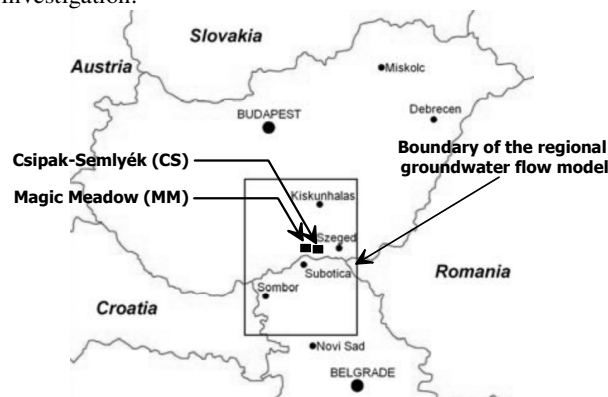 investigation.
Slovakia
Austria
Miskolc
BUDAPEST
Debrecen
Boundary of the regional
groundwater flow model
Csipak-Semlyék (CS)
Magic Meadow (MM)
Kiskunhalas
Szeged
Subotica
Romania
Sombor
Croatia
Novi Sad
BELGRADE